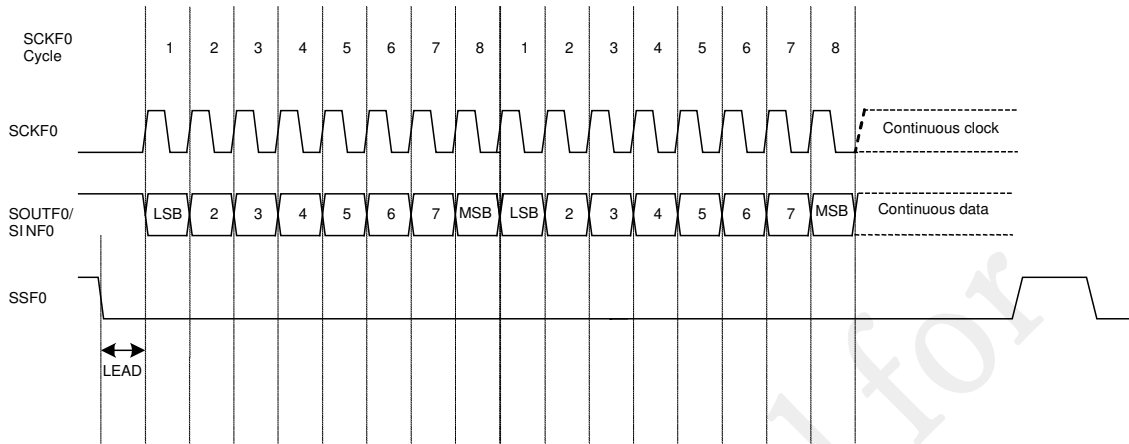 SCKF0
Cycle
1 2 3 4 5 6 7 8 1 2 3 4 5 6 7 8
SCKF0
Continuous clock
SOUTF0/
SINF0
LSB 2 3 4 5 6 7 MSB LSB 2 3 4 5 6 7 MSB
Continuous data
SSF0
LEAD
d for